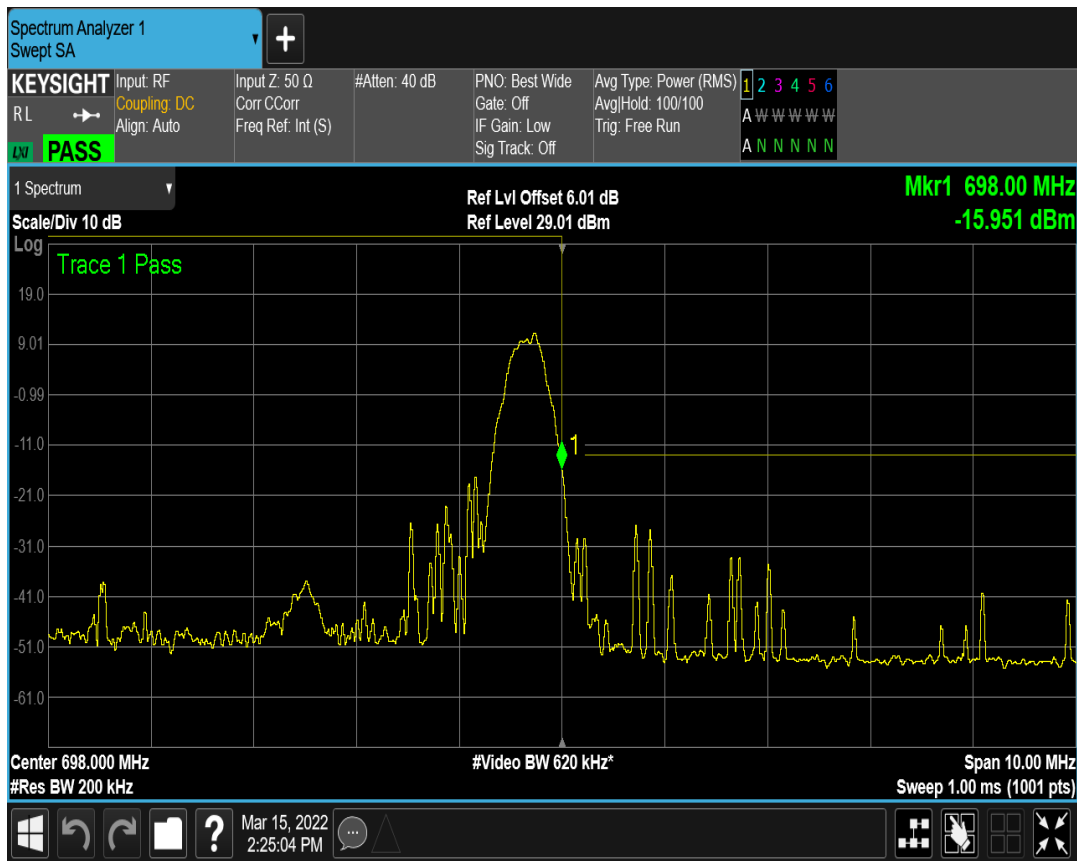 Spectrum Analyzer 1
Swept SA
+
KEYSIGHT
RL
LXI PASS
Input: RF
Coupling: DC
Align: Auto
Input Z: 50 Ω
Corr CCorr
Freq Ref: Int (S)
#Atten: 40 dB
PNO: Best Wide
Gate: Off
IF Gain: Low
Sig Track: Off
Avg Type: Power (RMS)
Avg|Hold: 100/100
Trig: Free Run
1 2 3 4 5 6
A W W W W W
A N N N N N
1 Spectrum
Scale/Div 10 dB
Ref Lvl Offset 6.01 dB
Ref Level 29.01 dBm
Mkr1 698.00 MHz
-15.951 dBm
Log
Trace 1 Pass
19.0
9.01
-0.99
-11.0
1
-21.0
-31.0
-41.0
-51.0
-61.0
Center 698.000 MHz
#Res BW 200 kHz
#Video BW 620 kHz*
Span 10.00 MHz
Sweep 1.00 ms (1001 pts)
?
Mar 15, 2022
2:25:04 PM